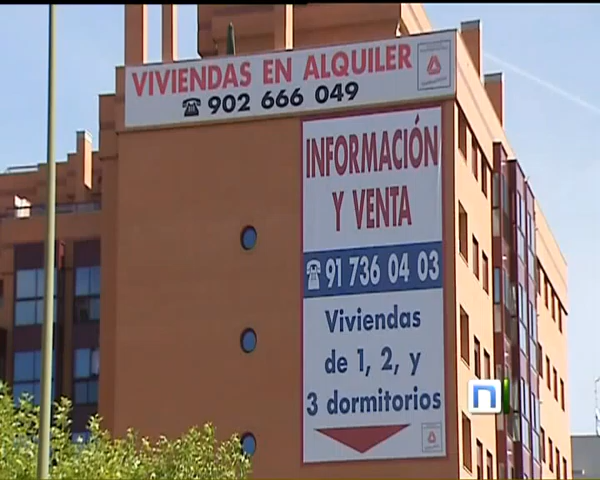 VIVIENDAS EN ALQUILER
902 666 049
INFORMACIÓN
Y VENTA
91 736 04 03
Viviendas
de 1, 2, y
3 dormitorios
n